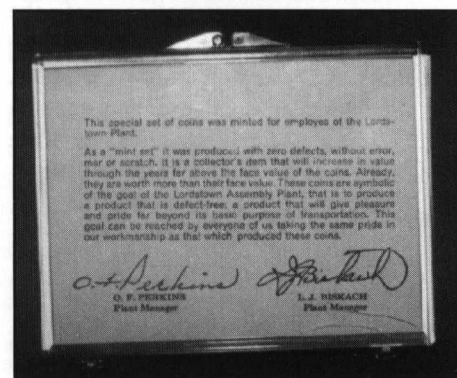 This special set of coins was minted for employes of the Lords-
town Plant.
As a "mint set" it was produced with zero defects, without error,
mar or scratch. It is a collector's item that will increase in value
through the years far above the face value of the coins. Already,
they are worth more than their face value. These coins are symbolic
of the goal of the Lordstown Assembly Plant, that is to produce
a product that is defect-free; a product that will give pleasure
and pride far beyond its basic purpose of transportation. This
goal can be reached by everyone of us taking the same pride in
our workmanship as that which produced these coins.
O. F. Perkins L J Biskach
O. F. PERKINS L. J. BISKACH
Plant Manager Plant Manager